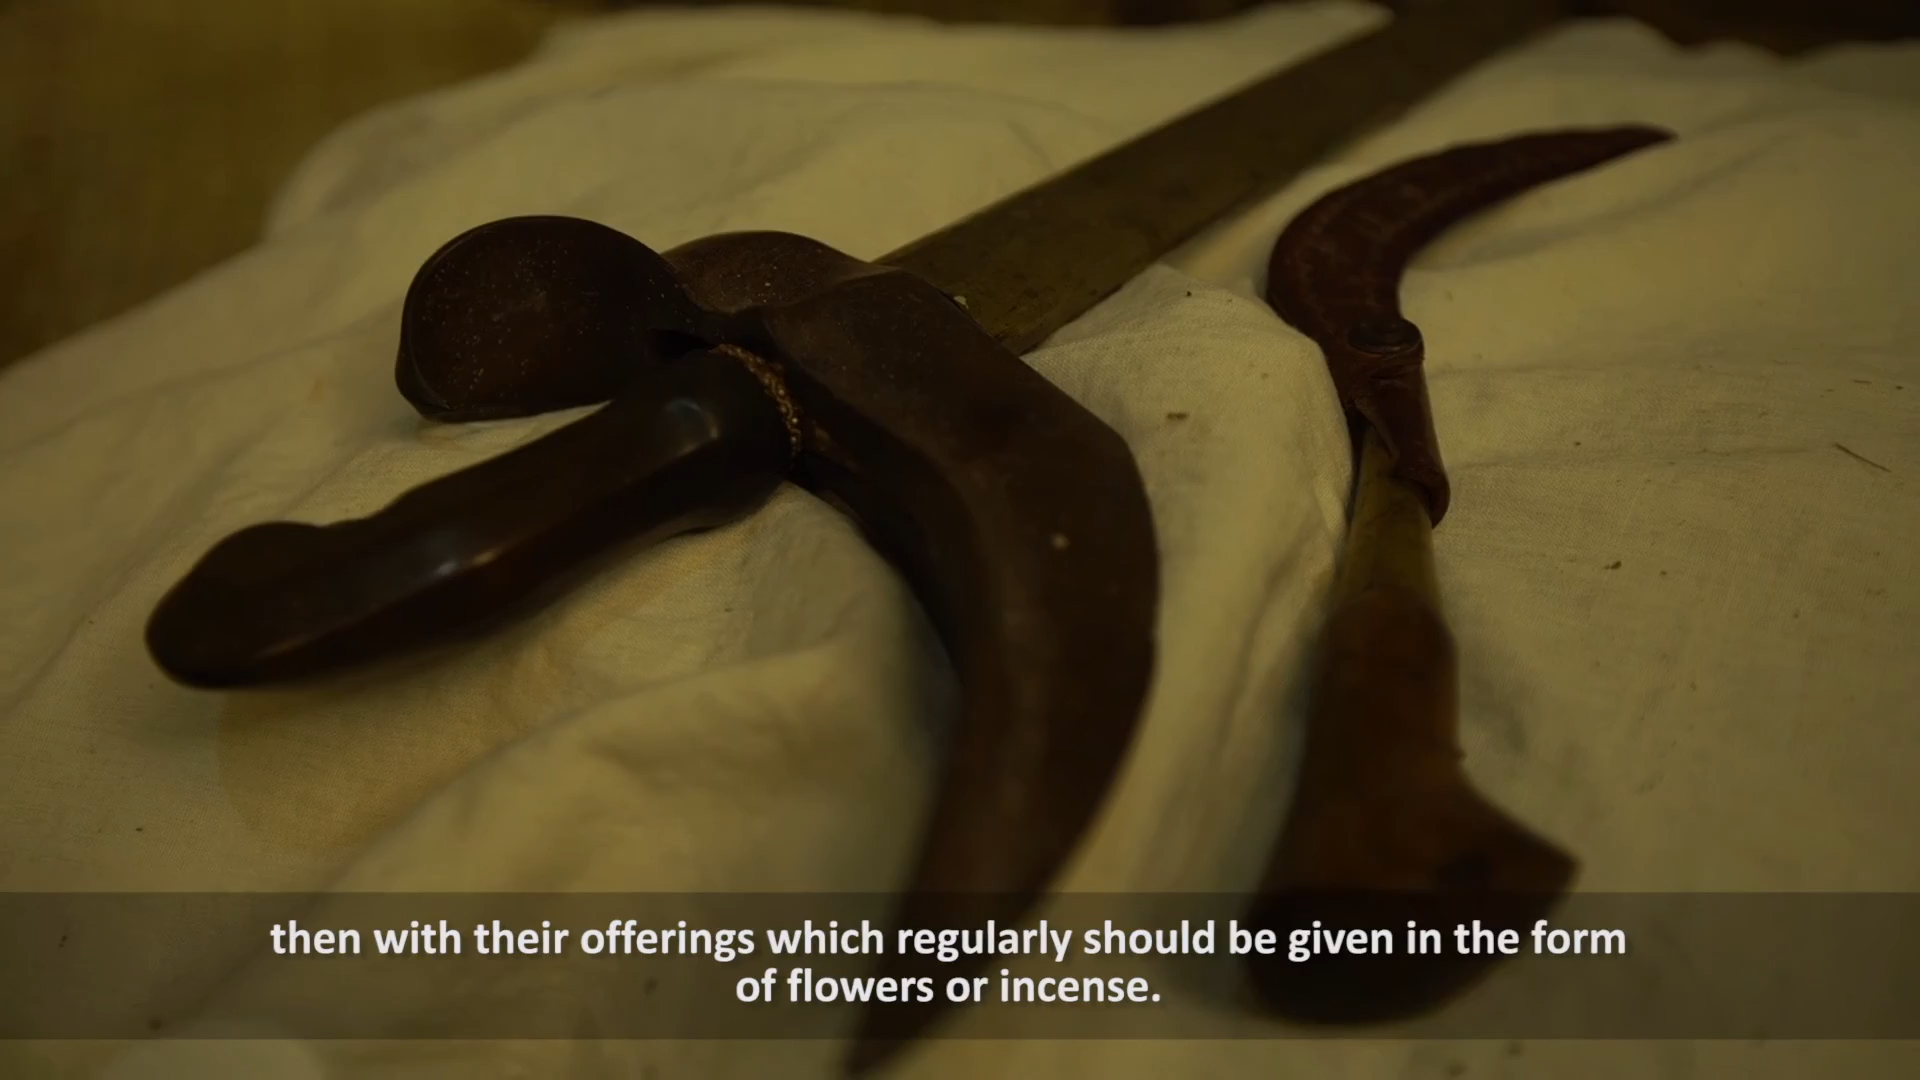 then with their offerings which regularly should be given in the form
of flowers or incense.